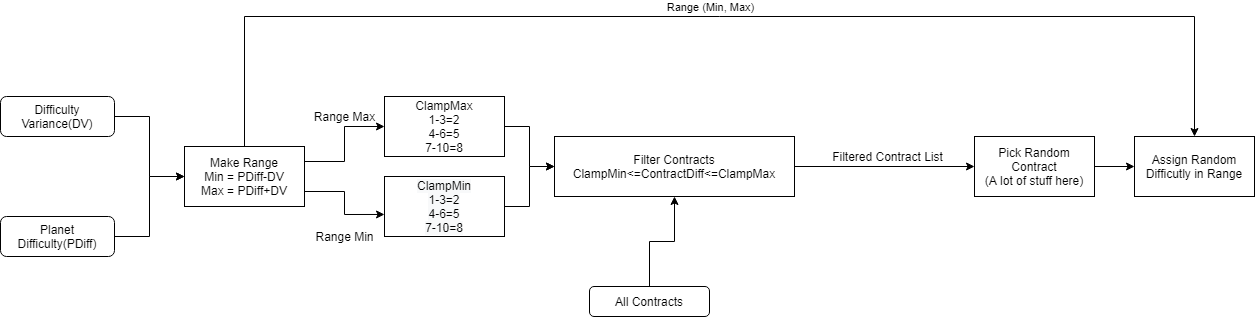 Range (Min, Max)
Difficulty
Variance(DV)
Planet
Difficulty(PDiff)
Make Range
Min = PDiff-DV
Max = PDiff+DV
Range Max
Range Min
ClampMax
1-3=2
4-6=5
7-10=8
ClampMin
1-3=2
4-6=5
7-10=8
Filter Contracts
ClampMin<=ContractDiff<=ClampMax
All Contracts
Filtered Contract List
Pick Random
Contract
(A lot of stuff here)
Assign Random
Difficutly in Range